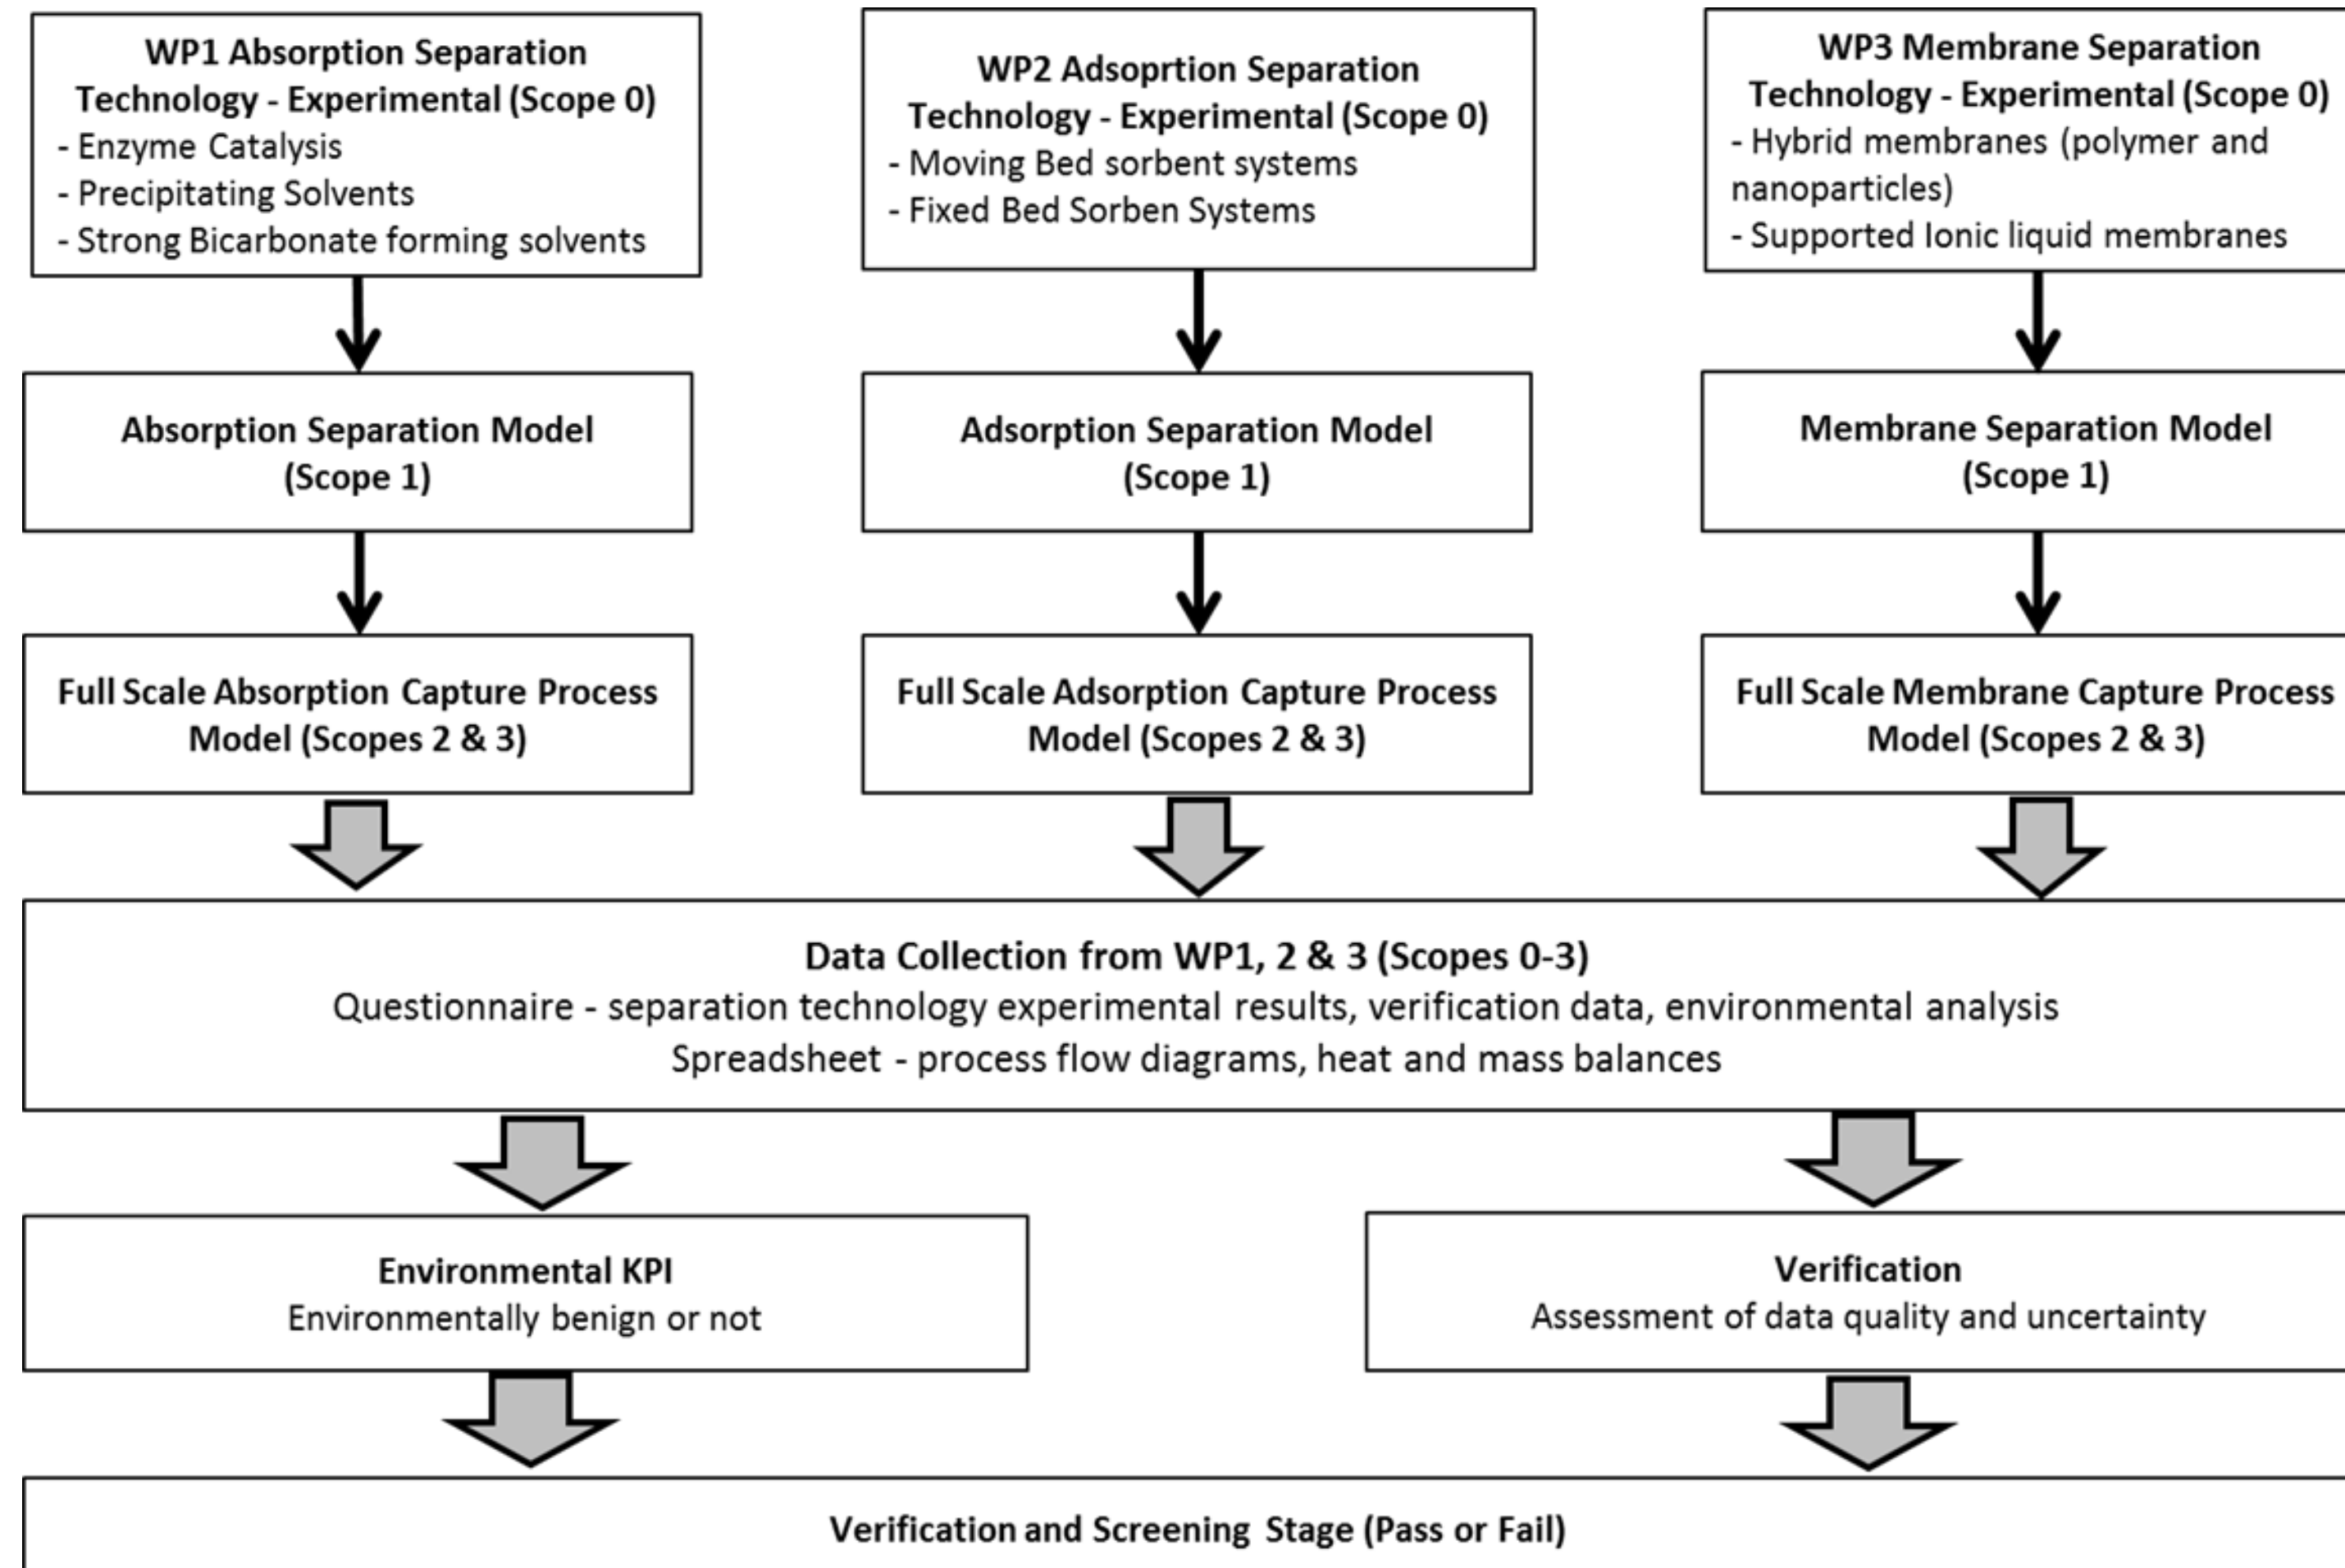 WP1 Absorption Separation
Technology - Experimental (Scope 0)
- Enzyme Catalysis
- Precipitating Solvents
- Strong Bicarbonate forming solvents
WP2 Adsoprtion Separation
Technology - Experimental (Scope 0)
- Moving Bed sorbent systems
- Fixed Bed Sorben Systems
WP3 Membrane Separation
Technology - Experimental (Scope 0)
- Hybrid membranes (polymer and
nanoparticles)
- Supported Ionic liquid membranes
Absorption Separation Model
(Scope 1)
Adsorption Separation Model
(Scope 1)
Membrane Separation Model
(Scope 1)
Full Scale Absorption Capture Process
Model (Scopes 2 & 3)
Full Scale Adsorption Capture Process
Model (Scopes 2 & 3)
Full Scale Membrane Capture Process
Model (Scopes 2 & 3)
Data Collection from WP1, 2 & 3 (Scopes 0-3)
Questionnaire - separation technology experimental results, verification data, environmental analysis
Spreadsheet - process flow diagrams, heat and mass balances
Environmental KPI
Environmentally benign or not
Verification
Assessment of data quality and uncertainty
Verification and Screening Stage (Pass or Fail)